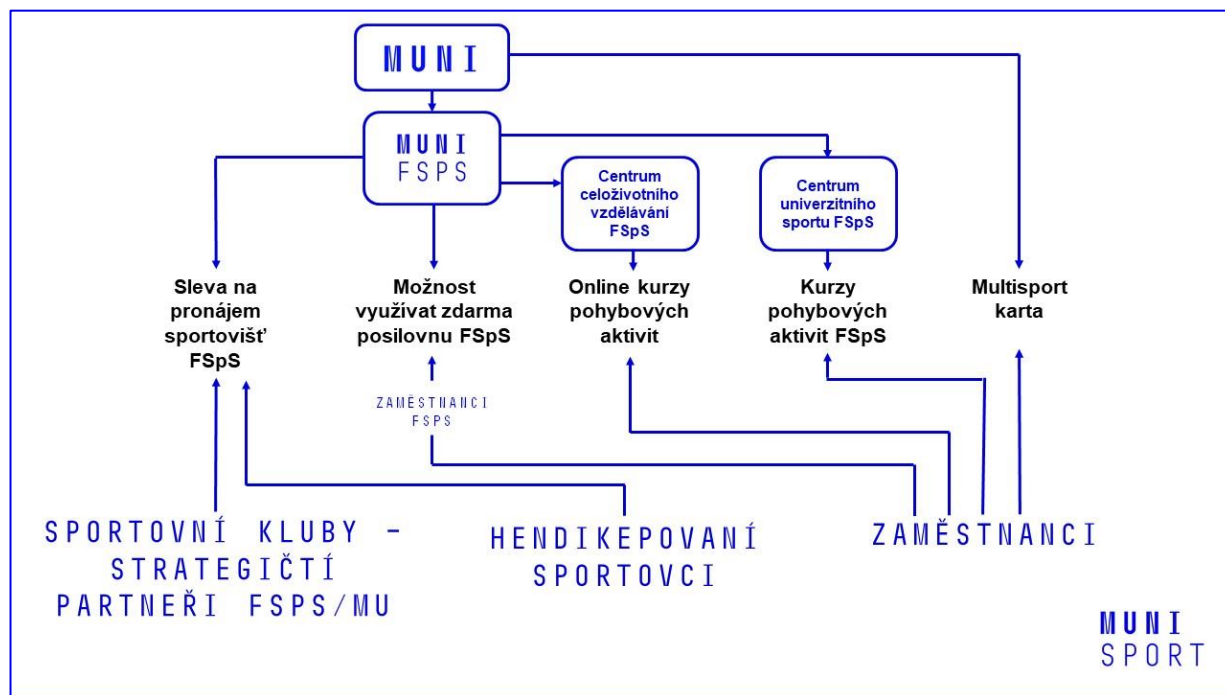 MUNI
MUNI
FSPS
Centrum
celoživotního
vzdělávání
FSpS
Centrum
univerzitního
sportu FSpS
Sleva na
pronájem
sportovišť
FSpS
Možnost
využívat zdarma
posilovnu FSpS
Online kurzy
pohybových
aktivit
Kurzy
pohybových
aktivit FSpS
Multisport
karta
ZAMĚSTNANCI
FSPS
SPORTOVNÍ KLUBY –
STRATEGIČTÍ
PARTNEŘI FSPS/MU
HENDIKEPOVANÍ
SPORTOVCI
ZAMĚSTNANCI
MUNI
SPORT